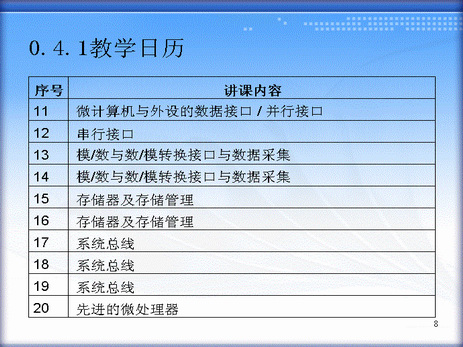 0.4.1教学日历
序号 讲课内容
11 微计算机与外设的数据接口/并行接口
12 串行接口
13 模/数与数/模转换接口与数据采集
14 模/数与数/模转换接口与数据采集
15 存储器及存储管理
16 存储器及存储管理
17 系统总线
18 系统总线
19 系统总线
20 先进的微处理器
8